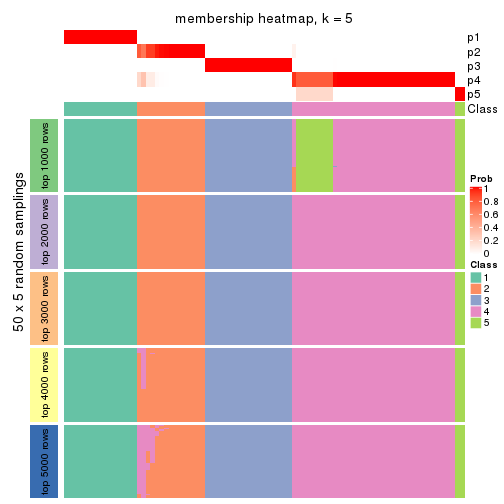 membership heatmap, k = 5
p1
p2
p3
p4
p5
Class
50 x 5 random samplings
top 1000 rows
top 2000 rows
top 3000 rows
top 4000 rows
top 5000 rows
Prob
1
0.8
0.6
0.4
0.2
0
Class
1
2
3
4
5